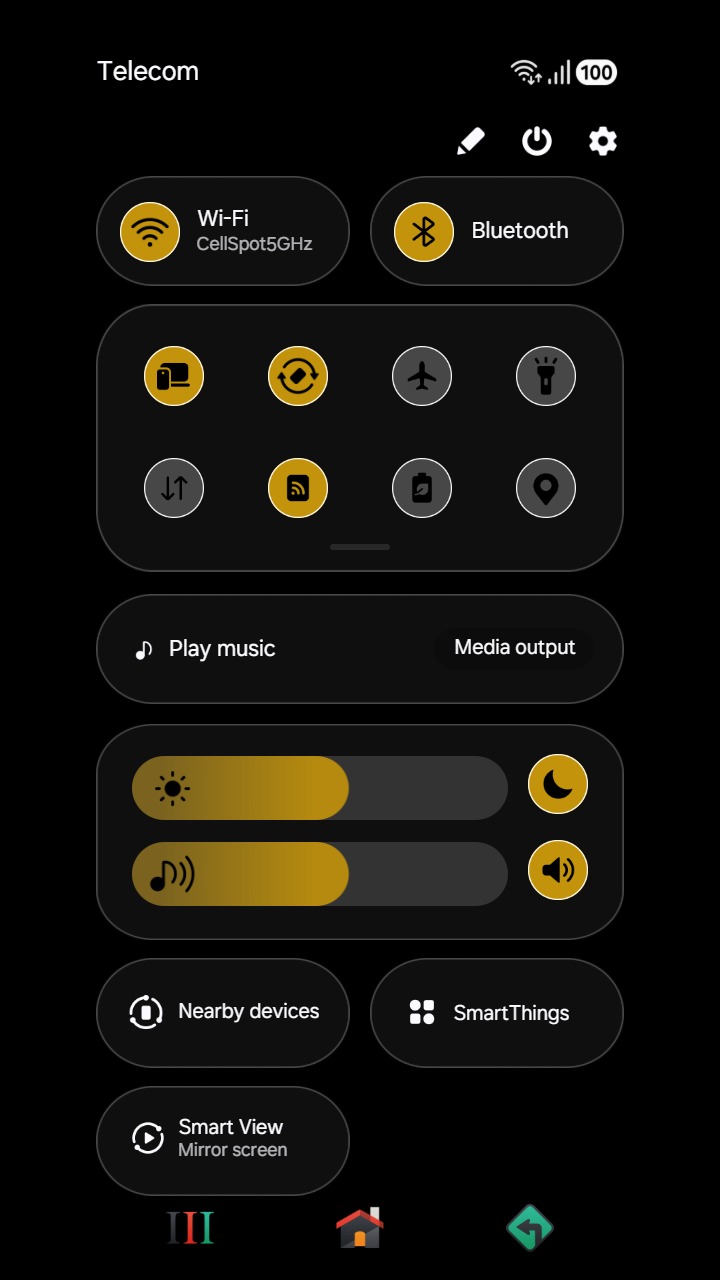 Telecom
100
Wi-Fi
CellSpot5GHz
Bluetooth
Play music
Media output
Nearby devices
SmartThings
Smart View
Mirror screen